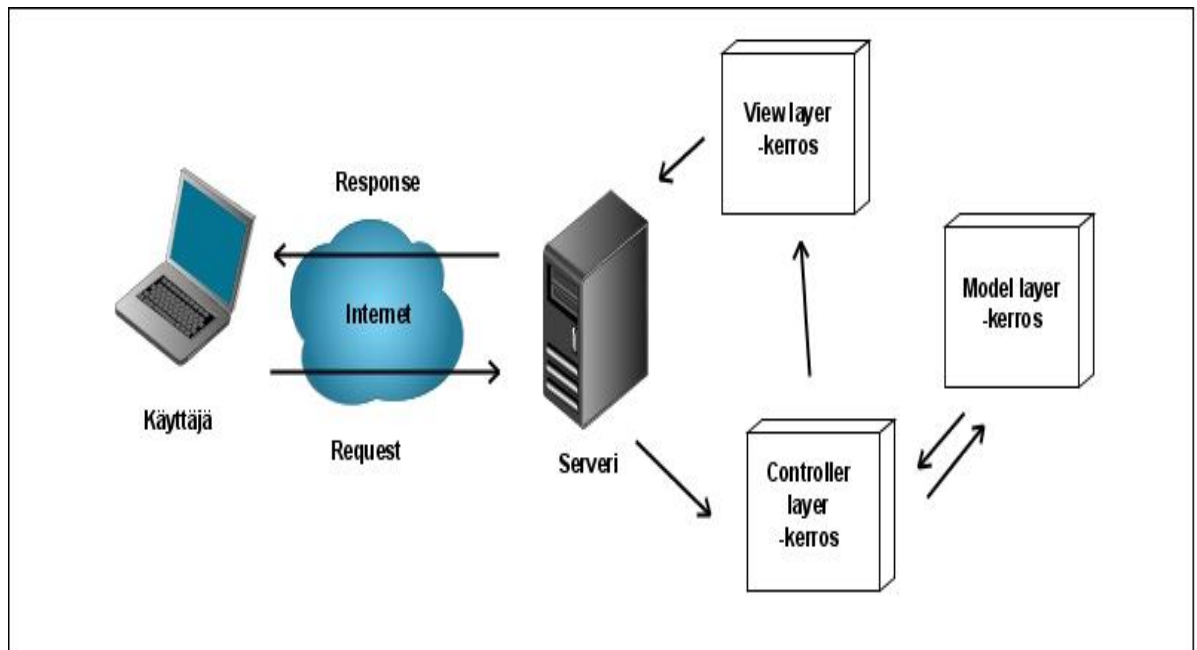 View layer
-kerros
Response
Model layer
-kerros
Internet
Käyttäjä
Request
Serveri
Controller
layer
-kerros